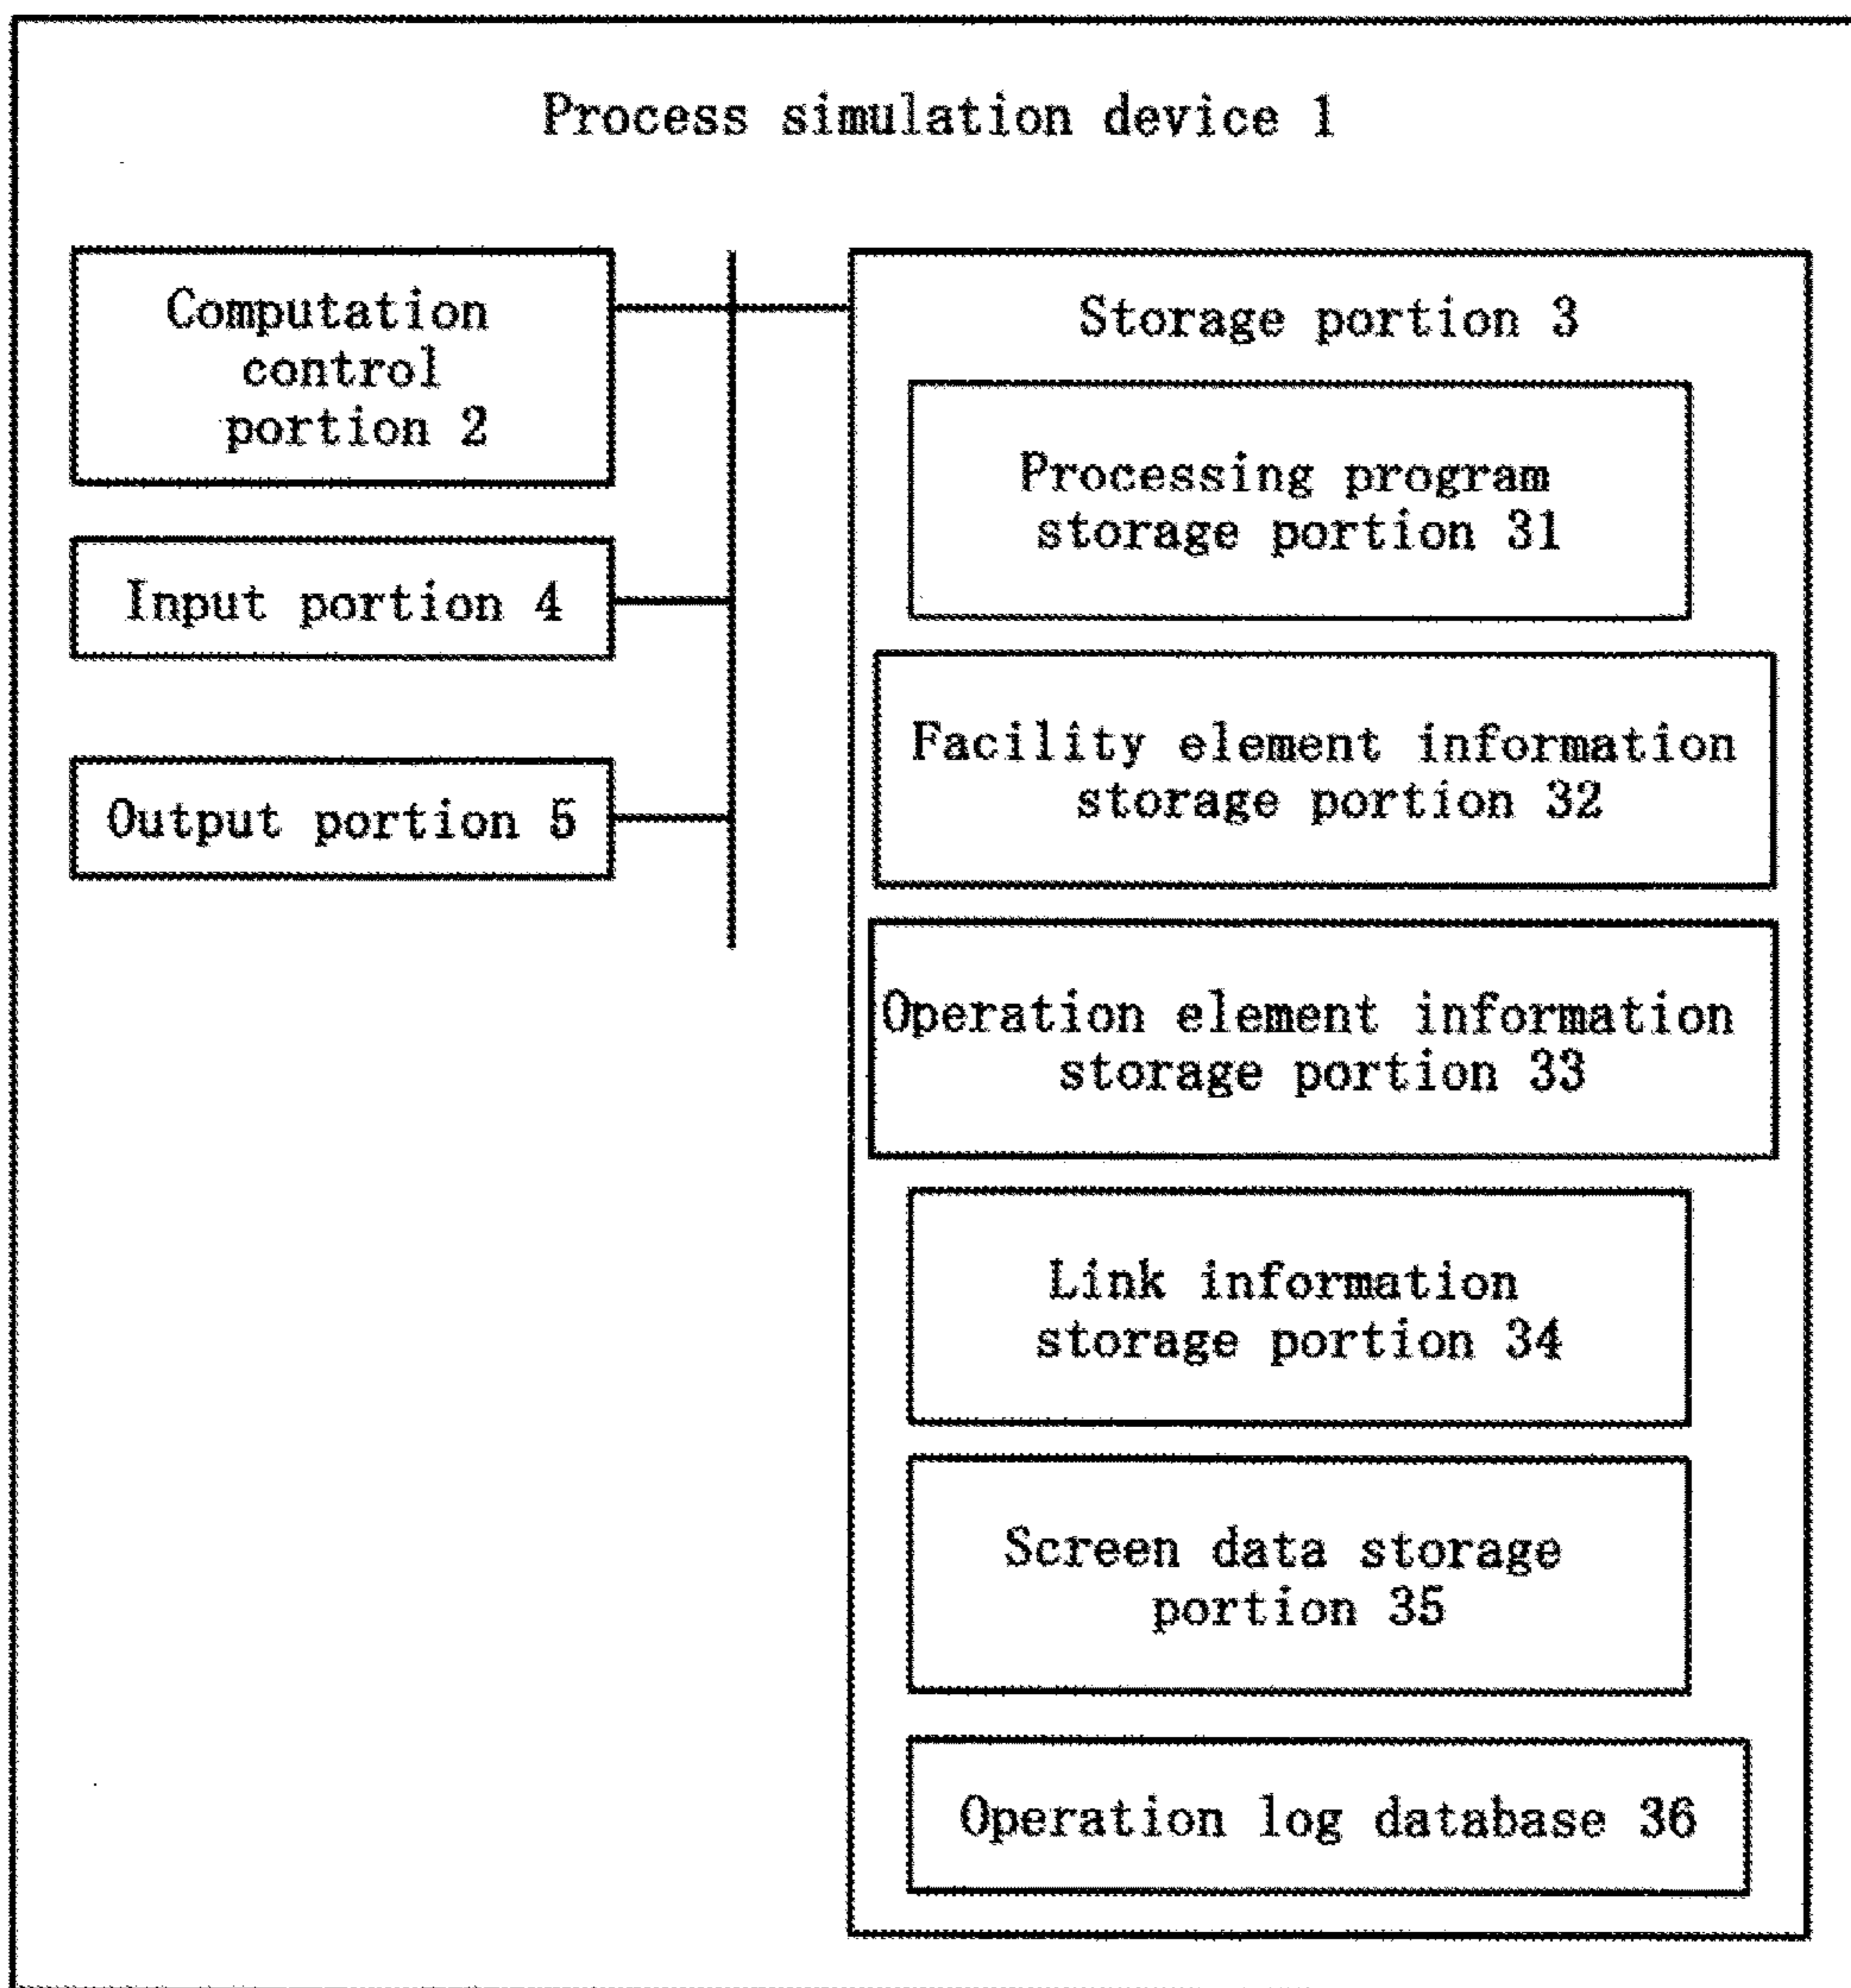 Process simulation device 1
Computation
control
portion 2
Input portion 4
Output portion 5
Storage portion 3
Processing program
storage portion 31
Facility element information
storage portion 32
Operation element information
storage portion 33
Link information
storage portion 34
Screen data storage
portion 35
Operation log database 36